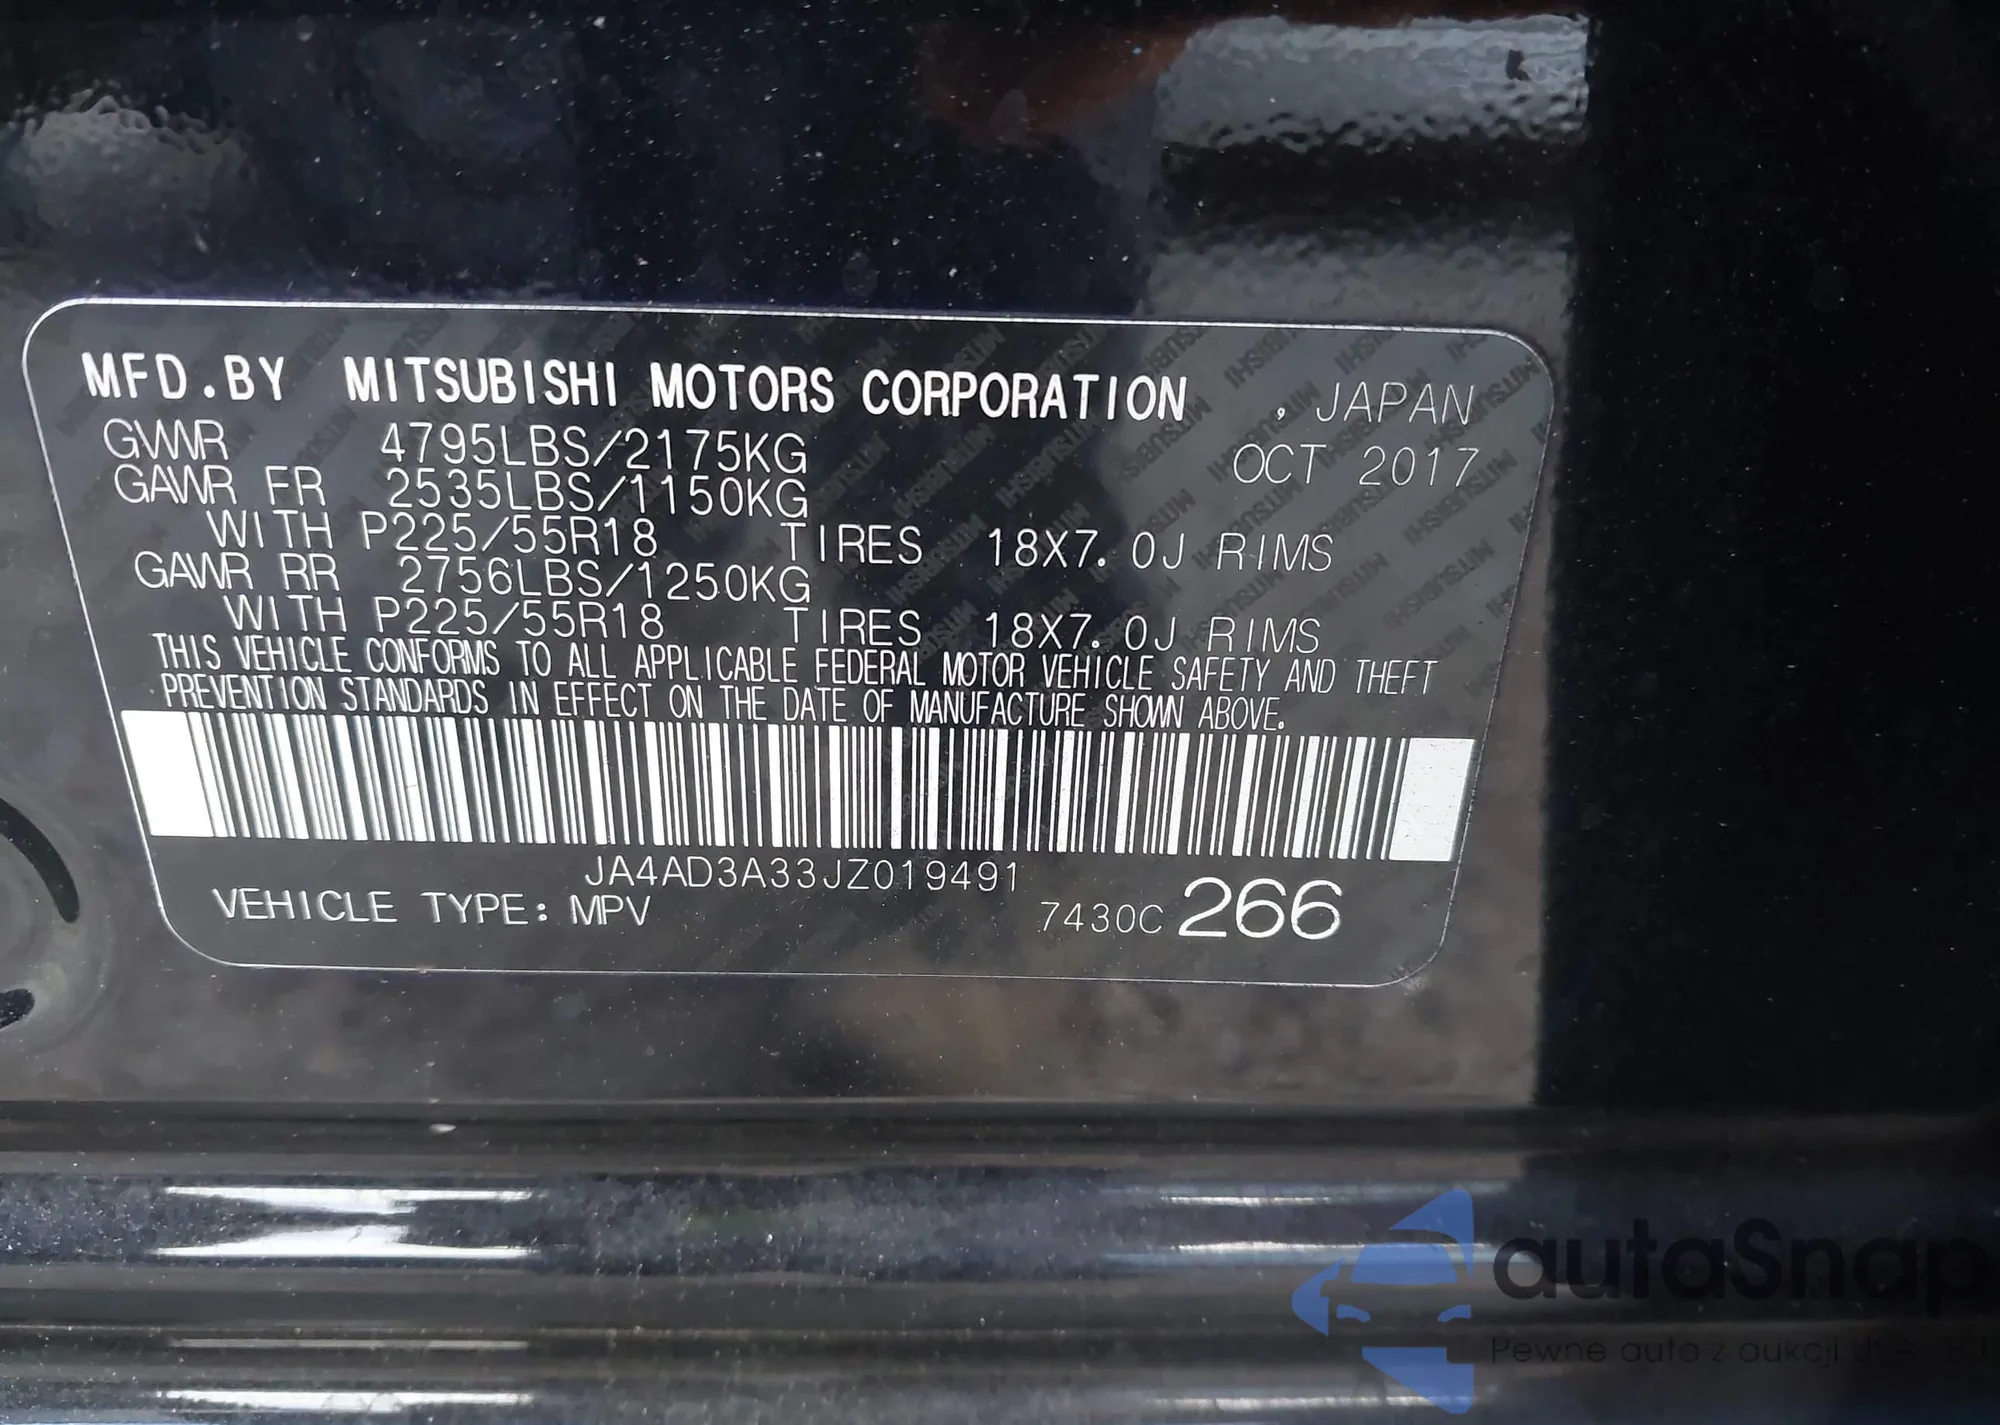 MFD.BY MITSUBISHI MOTORS CORPORATION , JAPAN
GVWR 4795LBS/2175KG OCT 2017
GAWR FR 2535LBS/1150KG
WITH P225/55R18 TIRES 18X7.0J RIMS
GAWR RR 2756LBS/1250KG
WITH P225/55R18 TIRES 18X7.0J RIMS
THIS VEHICLE CONFORMS TO ALL APPLICABLE FEDERAL MOTOR VEHICLE SAFETY AND THEFT
PREVENTION STANDARDS IN EFFECT ON THE DATE OF MANUFACTURE SHOWN ABOVE.
JA4AD3A33JZ019491
VEHICLE TYPE: MPV 7430C 266
autaSnap
Pewne auta z aukcji